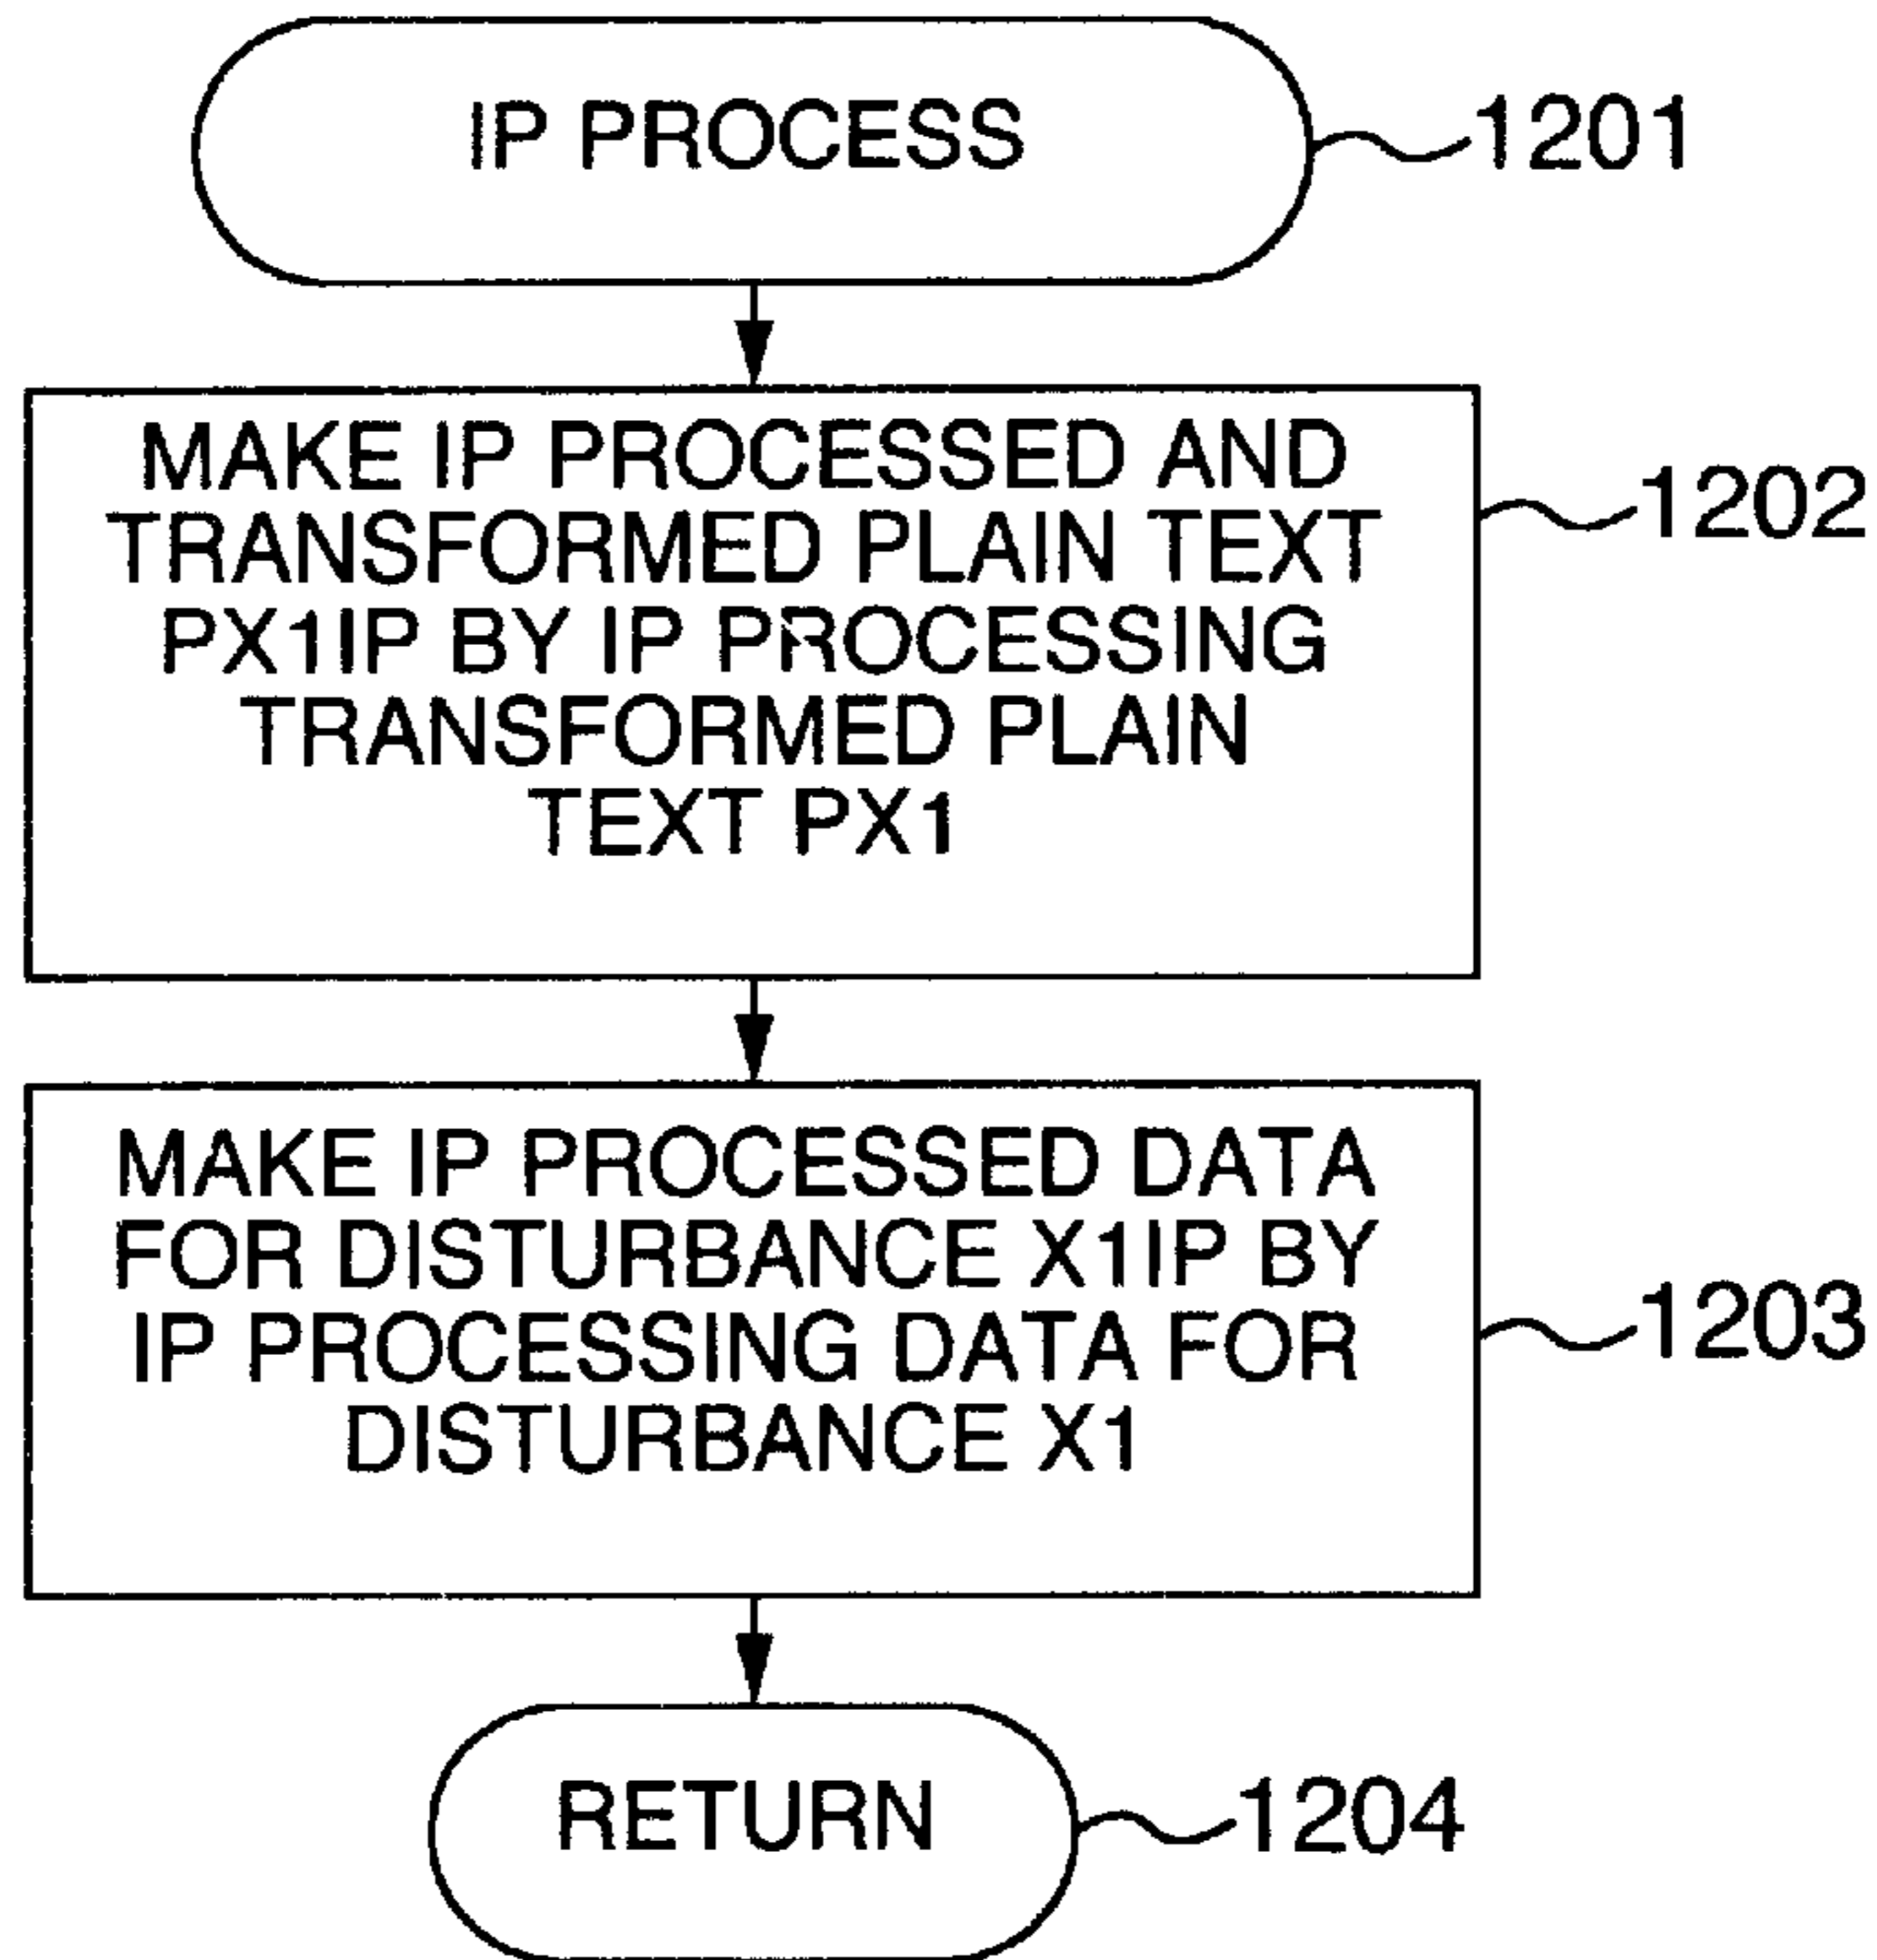 IP PROCESS
1201
MAKE IP PROCESSED AND
TRANSFORMED PLAIN TEXT
PX1IP BY IP PROCESSING
TRANSFORMED PLAIN
TEXT PX1
1202
MAKE IP PROCESSED DATA
FOR DISTURBANCE X1IP BY
IP PROCESSING DATA FOR
DISTURBANCE X1
1203
RETURN
1204